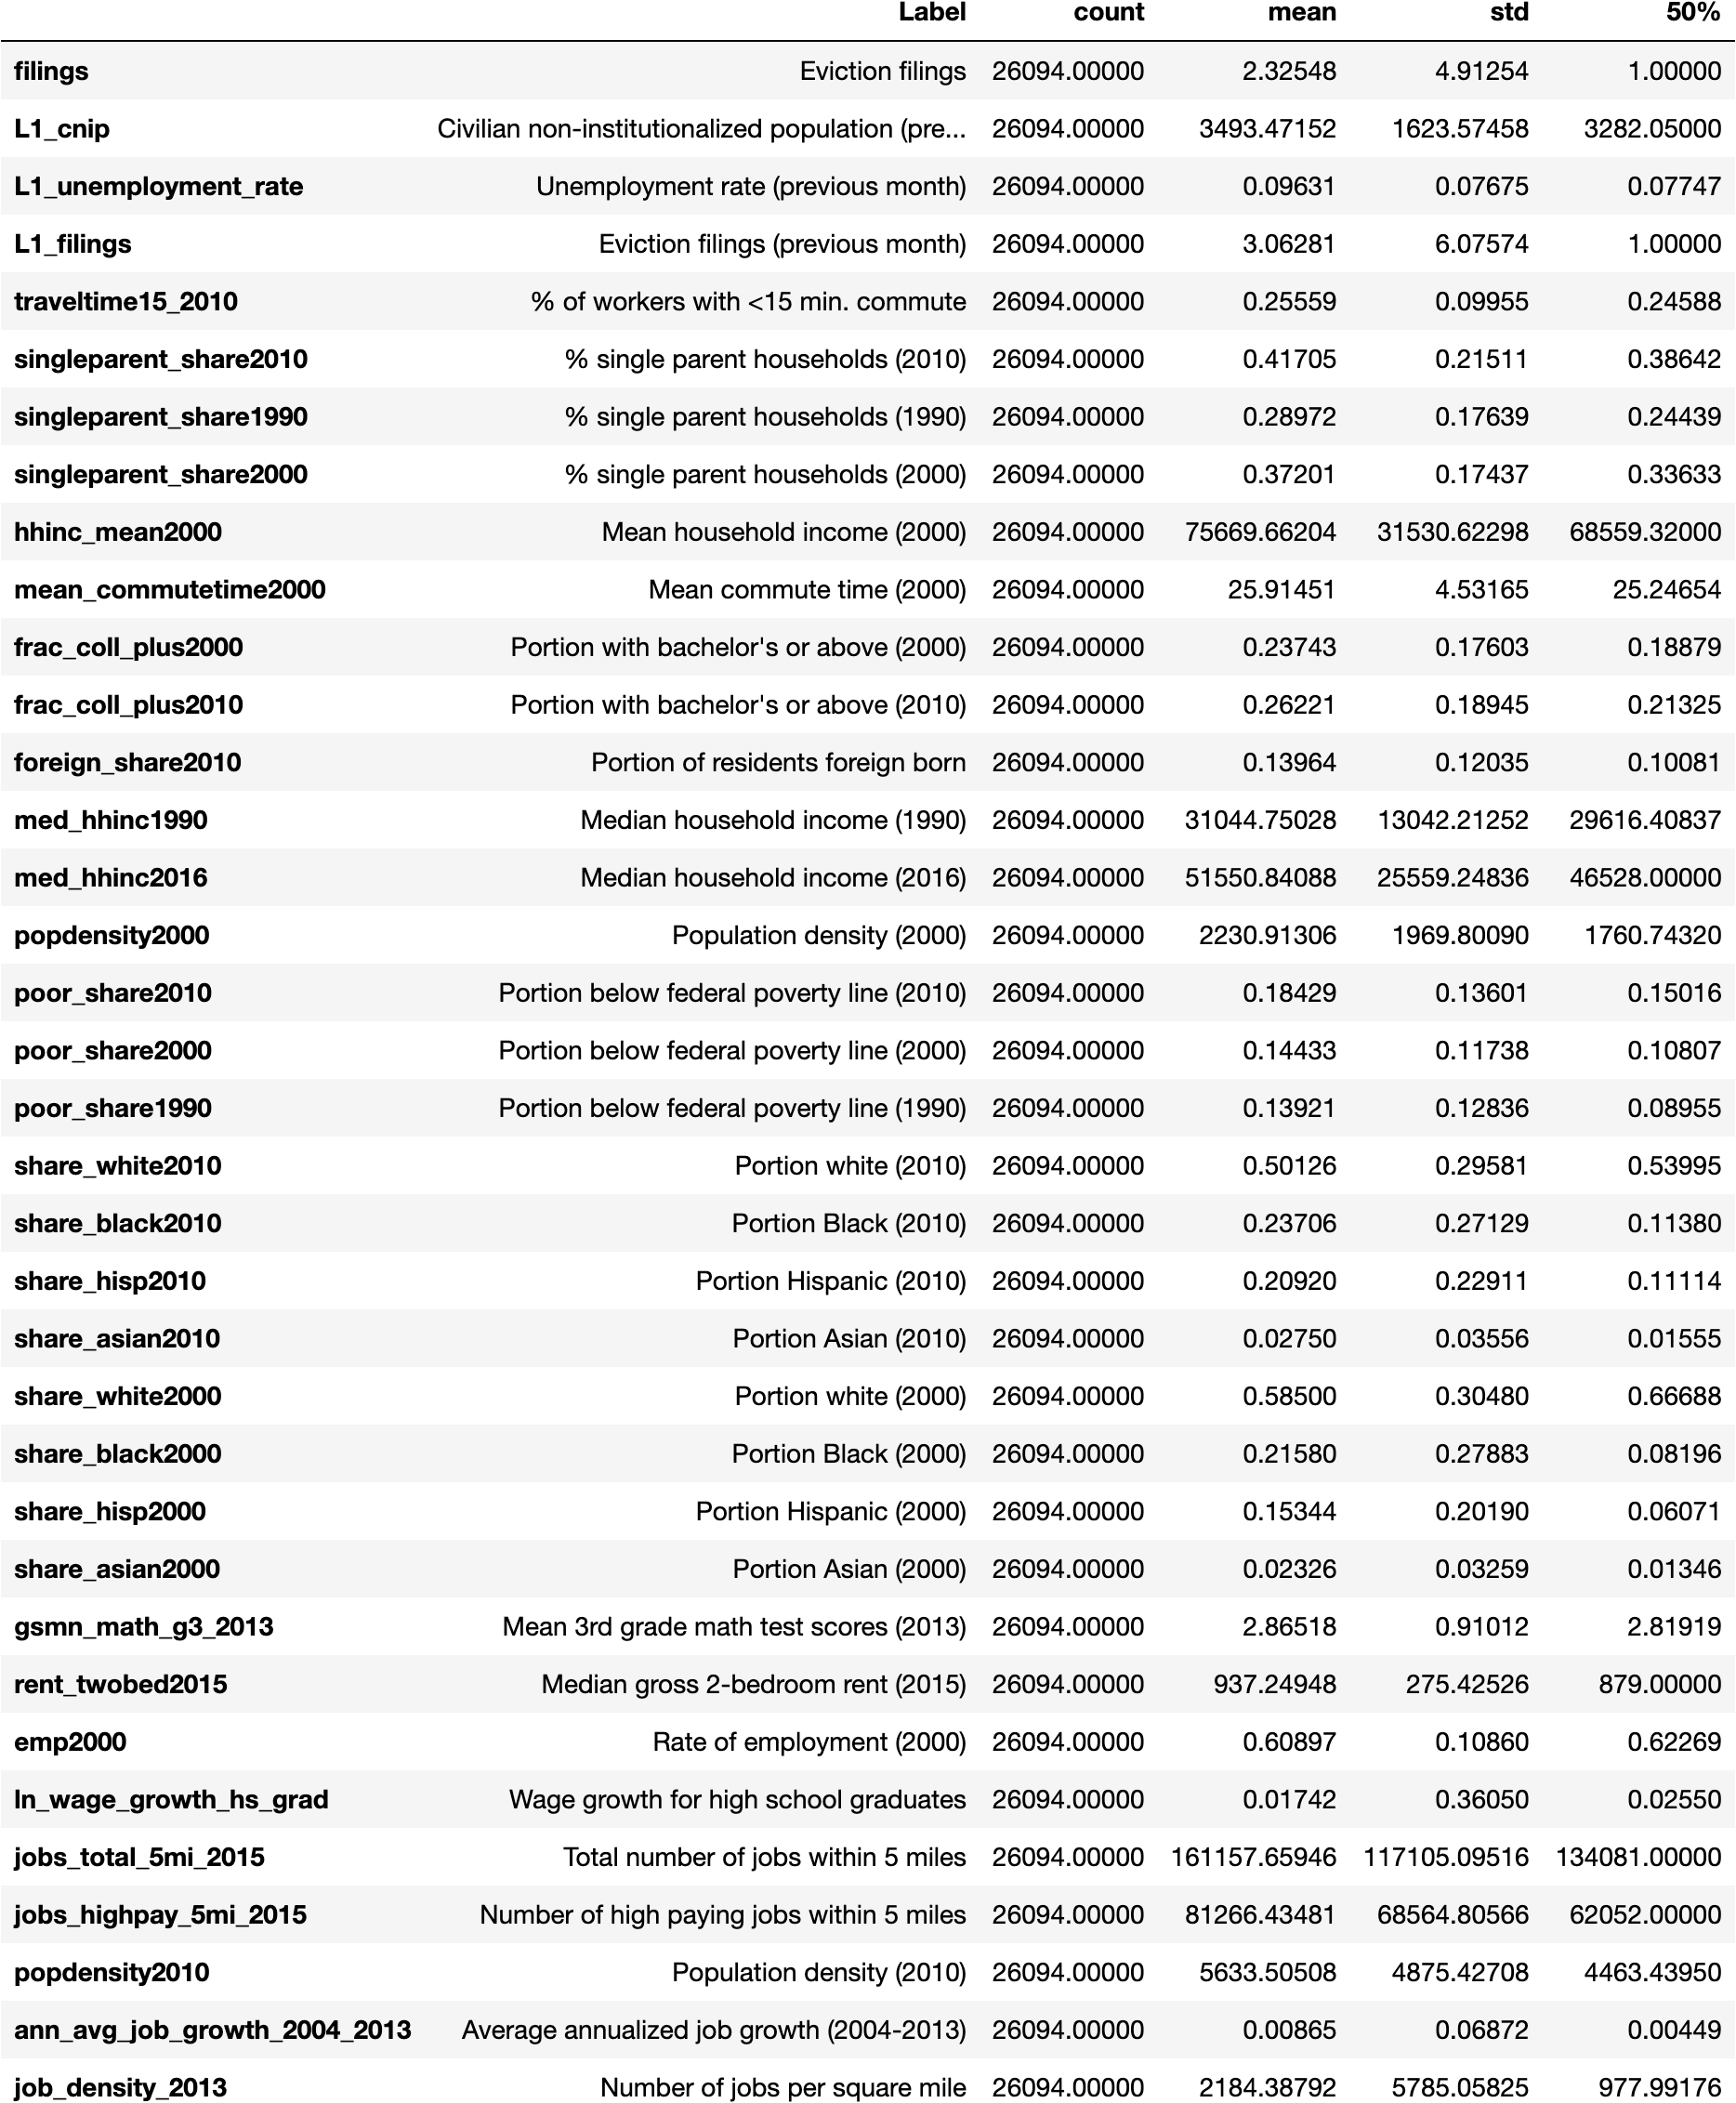 Label count mean std 50%
filings Eviction filings 26094.00000 2.32548 4.91254 1.00000
L1_cnip Civilian non-institutionalized population (pre... 26094.00000 3493.47152 1623.57458 3282.05000
L1_unemployment_rate Unemployment rate (previous month) 26094.00000 0.09631 0.07675 0.07747
L1_filings Eviction filings (previous month) 26094.00000 3.06281 6.07574 1.00000
traveltime15_2010 % of workers with <15 min. commute 26094.00000 0.25559 0.09955 0.24588
singleparent_share2010 % single parent households (2010) 26094.00000 0.41705 0.21511 0.38642
singleparent_share1990 % single parent households (1990) 26094.00000 0.28972 0.17639 0.24439
singleparent_share2000 % single parent households (2000) 26094.00000 0.37201 0.17437 0.33633
hhinc_mean2000 Mean household income (2000) 26094.00000 75669.66204 31530.62298 68559.32000
mean_commutetime2000 Mean commute time (2000) 26094.00000 25.91451 4.53165 25.24654
frac_coll_plus2000 Portion with bachelor's or above (2000) 26094.00000 0.23743 0.17603 0.18879
frac_coll_plus2010 Portion with bachelor's or above (2010) 26094.00000 0.26221 0.18945 0.21325
foreign_share2010 Portion of residents foreign born 26094.00000 0.13964 0.12035 0.10081
med_hhinc1990 Median household income (1990) 26094.00000 31044.75028 13042.21252 29616.40837
med_hhinc2016 Median household income (2016) 26094.00000 51550.84088 25559.24836 46528.00000
popdensity2000 Population density (2000) 26094.00000 2230.91306 1969.80090 1760.74320
poor_share2010 Portion below federal poverty line (2010) 26094.00000 0.18429 0.13601 0.15016
poor_share2000 Portion below federal poverty line (2000) 26094.00000 0.14433 0.11738 0.10807
poor_share1990 Portion below federal poverty line (1990) 26094.00000 0.13921 0.12836 0.08955
share_white2010 Portion white (2010) 26094.00000 0.50126 0.29581 0.53995
share_black2010 Portion Black (2010) 26094.00000 0.23706 0.27129 0.11380
share_hisp2010 Portion Hispanic (2010) 26094.00000 0.20920 0.22911 0.11114
share_asian2010 Portion Asian (2010) 26094.00000 0.02750 0.03556 0.01555
share_white2000 Portion white (2000) 26094.00000 0.58500 0.30480 0.66688
share_black2000 Portion Black (2000) 26094.00000 0.21580 0.27883 0.08196
share_hisp2000 Portion Hispanic (2000) 26094.00000 0.15344 0.20190 0.06071
share_asian2000 Portion Asian (2000) 26094.00000 0.02326 0.03259 0.01346
gsmn_math_g3_2013 Mean 3rd grade math test scores (2013) 26094.00000 2.86518 0.91012 2.81919
rent_twobed2015 Median gross 2-bedroom rent (2015) 26094.00000 937.24948 275.42526 879.00000
emp2000 Rate of employment (2000) 26094.00000 0.60897 0.10860 0.62269
ln_wage_growth_hs_grad Wage growth for high school graduates 26094.00000 0.01742 0.36050 0.02550
jobs_total_5mi_2015 Total number of jobs within 5 miles 26094.00000 161157.65946 117105.09516 134081.00000
jobs_highpay_5mi_2015 Number of high paying jobs within 5 miles 26094.00000 81266.43481 68564.80566 62052.00000
popdensity2010 Population density (2010) 26094.00000 5633.50508 4875.42708 4463.43950
ann_avg_job_growth_2004_2013 Average annualized job growth (2004-2013) 26094.00000 0.00865 0.06872 0.00449
job_density_2013 Number of jobs per square mile 26094.00000 2184.38792 5785.05825 977.99176